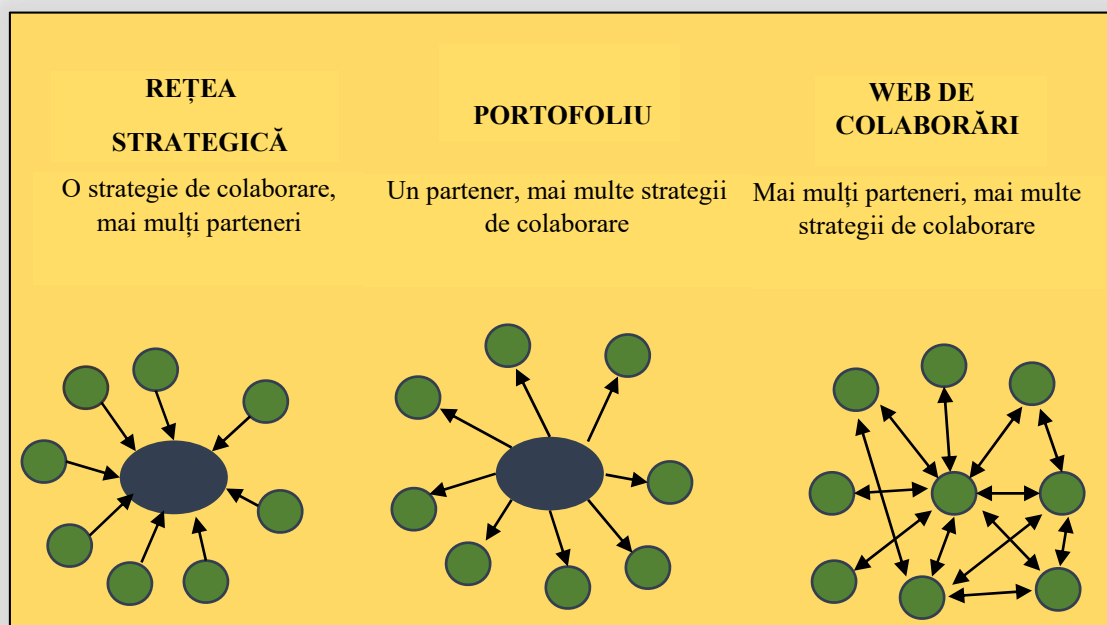 REȚEA
STRATEGICĂ
O strategie de colaborare,
mai mulți parteneri
PORTOFOLIU
Un partener, mai multe strategii
de colaborare
WEB DE
COLABORĂRI
Mai mulți parteneri, mai multe
strategii de colaborare